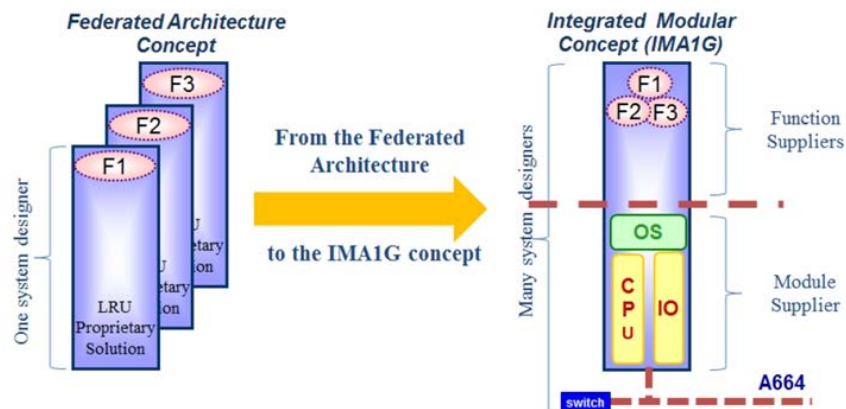 Federated Architecture
Concept
F3
F2
F1
One system designer
LRU
Proprietary
Solution
From the Federated
Architecture
to the IMA1G concept
Integrated Modular
Concept (IMA1G)
F1
F2
F3
Many system designers
Function
Suppliers
OS
CPU
IO
Module
Supplier
A664
switch